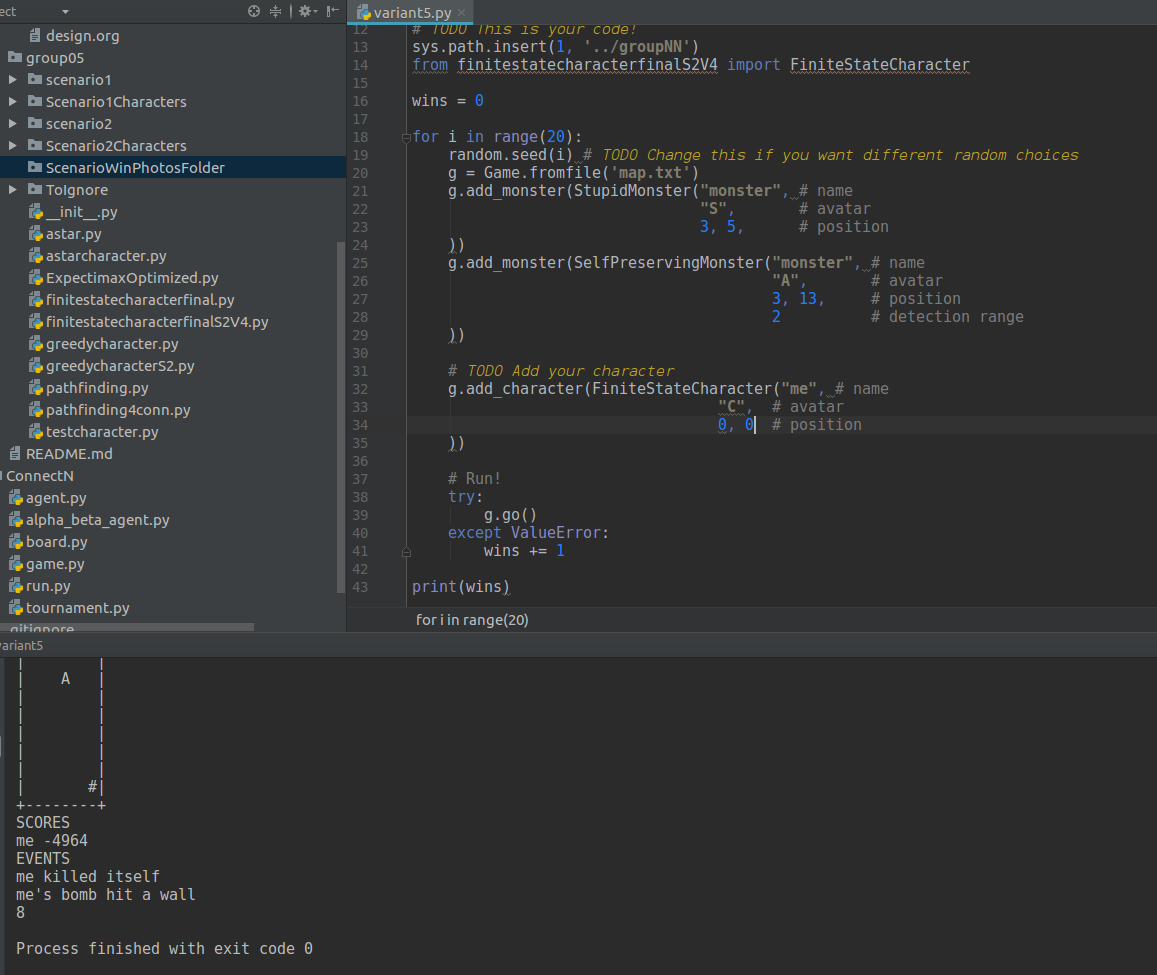 ect
design.org
group05
scenario1
Scenario1Characters
scenario2
Scenario2Characters
ScenarioWinPhotosFolder
ToIgnore
__init__.py
astar.py
astarcharacter.py
ExpectimaxOptimized.py
finitestatecharacterfinal.py
finitestatecharacterfinalS2V4.py
greedycharacter.py
greedycharacterS2.py
pathfinding.py
pathfinding4conn.py
testcharacter.py
README.md
ConnectN
agent.py
alpha_beta_agent.py
board.py
game.py
run.py
tournament.py
.gitignore
variant5.py
12 # TODO This is your code!
13 sys.path.insert(1, '../groupNN')
14 from finitestatecharacterfinalS2V4 import FiniteStateCharacter
15
16 wins = 0
17
18 for i in range(20):
19     random.seed(i) # TODO Change this if you want different random choices
20     g = Game.fromfile('map.txt')
21     g.add_monster(StupidMonster("monster", # name
22                                 "S",       # avatar
23                                 3, 5,      # position
24     ))
25     g.add_monster(SelfPreservingMonster("monster", # name
26                                         "A",       # avatar
27                                         3, 13,     # position
28                                         2          # detection range
29     ))
30
31     # TODO Add your character
32     g.add_character(FiniteStateCharacter("me", # name
33                                   "C",  # avatar
34                                   0, 0  # position
35     ))
36
37     # Run!
38     try:
39         g.go()
40     except ValueError:
41         wins += 1
42
43 print(wins)
for i in range(20)
variant5
|        |
|    A   |
|        |
|        |
|        |
|        |
|        |
|       #|
+--------+
SCORES
me -4964
EVENTS
me killed itself
me's bomb hit a wall
8
Process finished with exit code 0